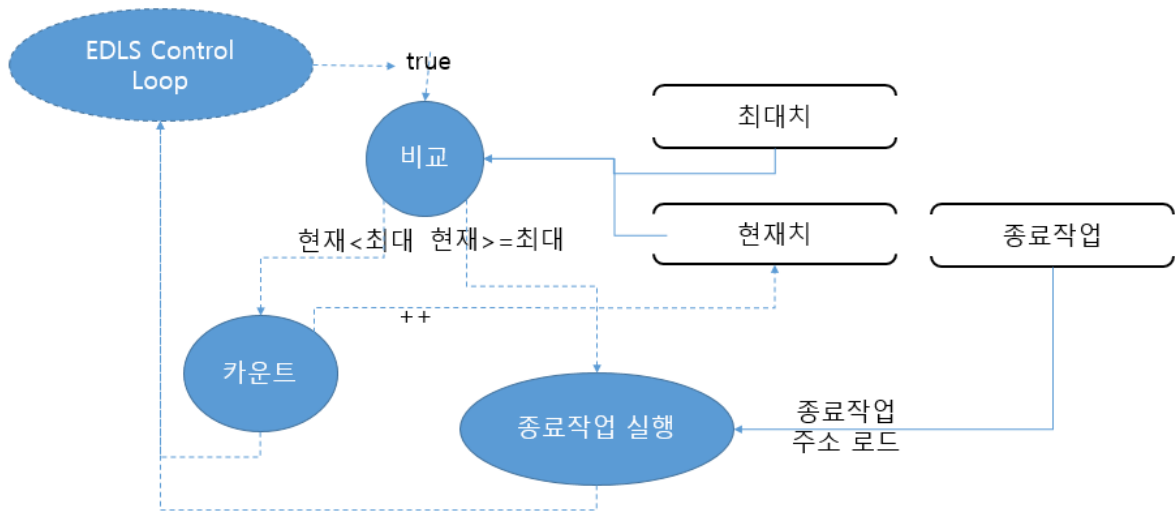 EDLS Control
Loop
true
최대치
비교
현재치
종료작업
현재<최대
현재>=최대
++
카운트
종료작업 실행
종료작업
주소 로드